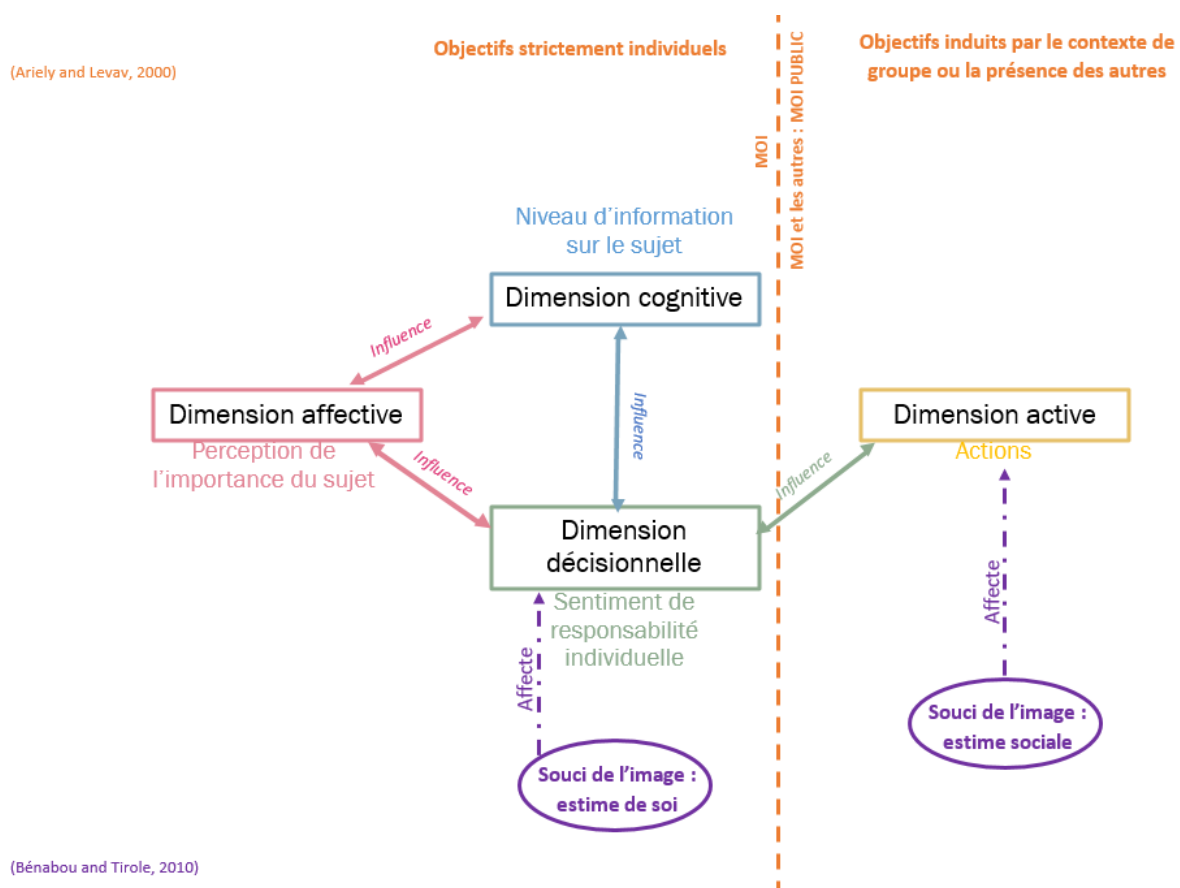 Objectifs strictement individuels
Objectifs induits par le contexte de
groupe ou la présence des autres
(Ariely and Levav, 2000)
MOI
MOI et les autres : MOI PUBLIC
Niveau d'information
sur le sujet
Dimension cognitive
Influence
Dimension affective
Perception de
l'importance du sujet
Influence
Influence
Dimension active
Actions
Influence
Dimension
décisionnelle
Sentiment de
responsabilité
individuelle
Affecte
Affecte
Souci de l'image :
estime sociale
Souci de l'image :
estime de soi
(Bénabou and Tirole, 2010)